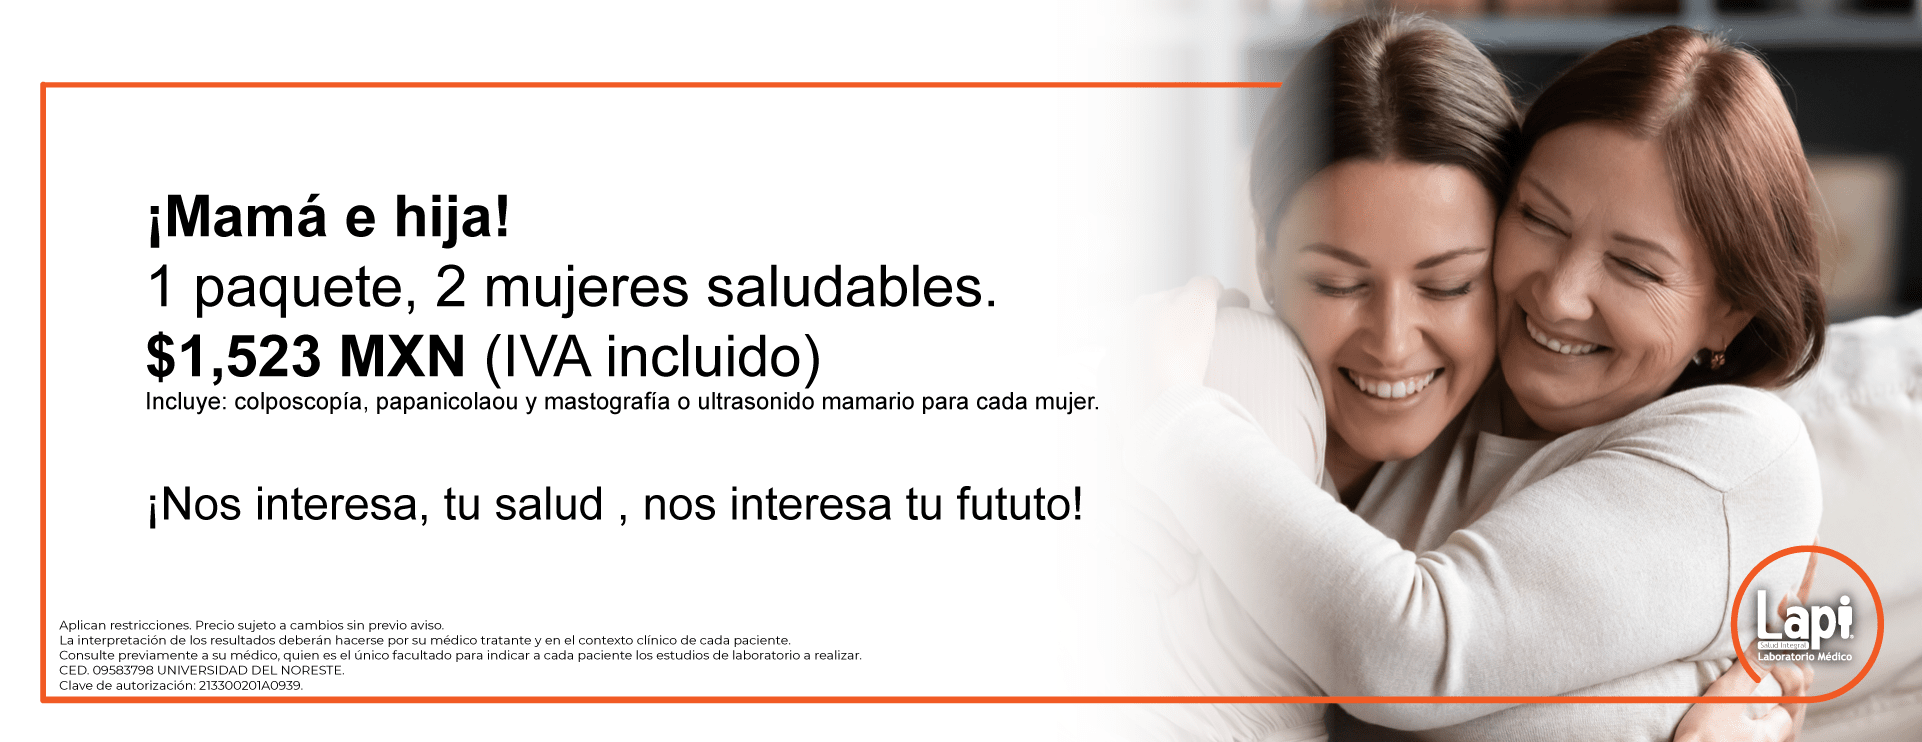 ¡Mamá e hija!
1 paquete, 2 mujeres saludables.
$1,523 MXN (IVA incluido)
Incluye: colposcopía, papanicolaou y mastografía o ultrasonido mamario para cada mujer.
¡Nos interesa, tu salud , nos interesa tu fututo!
Aplican restricciones. Precio sujeto a cambios sin previo aviso.
La interpretación de los resultados deberán hacerse por su médico tratante y en el contexto clínico de cada paciente.
Consulte previamente a su médico, quien es el único facultado para indicar a cada paciente los estudios de laboratorio a realizar.
CED. 09583798 UNIVERSIDAD DEL NORESTE.
Clave de autorización: 213300201A0939.
Lapi®
Salud Integral
Laboratorio Médico